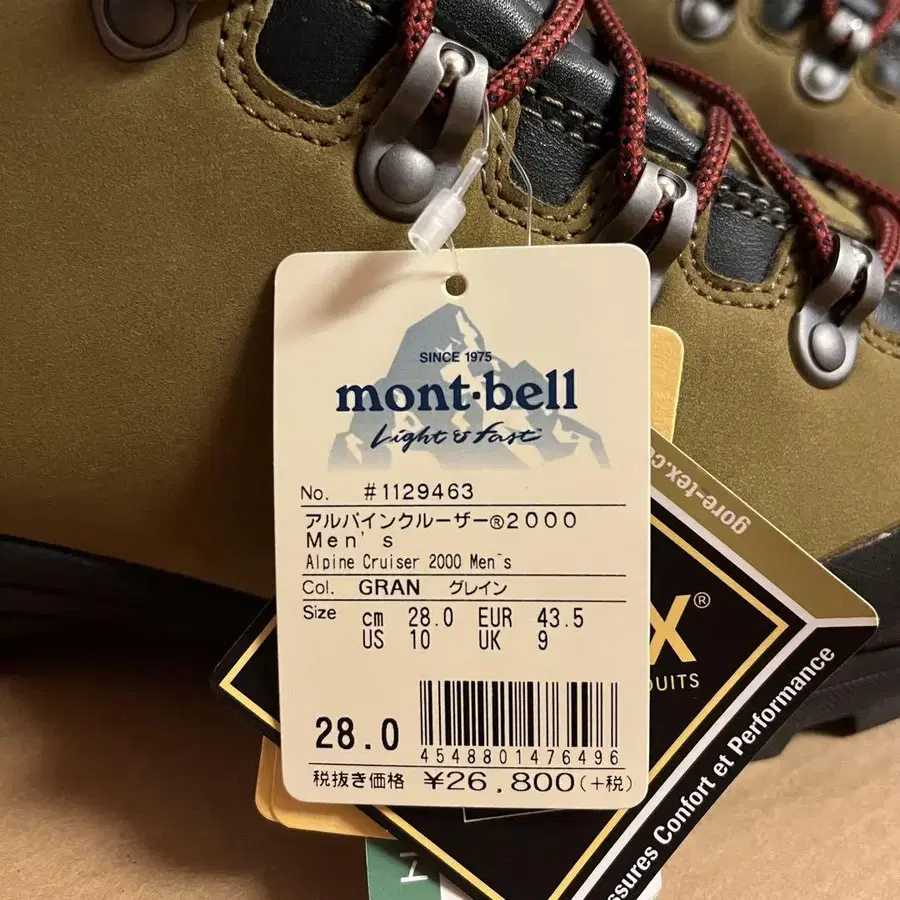 SINCE 1975
mont·bell
Light & Fast™
No. #1129463
アルパインクルーザー®2000
Men's
Alpine Cruiser 2000 Men's
Col. GRAN グレイン
Size cm 28.0 EUR 43.5
US 10 UK 9
28.0
4548801476496
税抜き価格 ¥26,800(+税)
gore-tex.c
X®
DUITS
ssures Confort et Performance